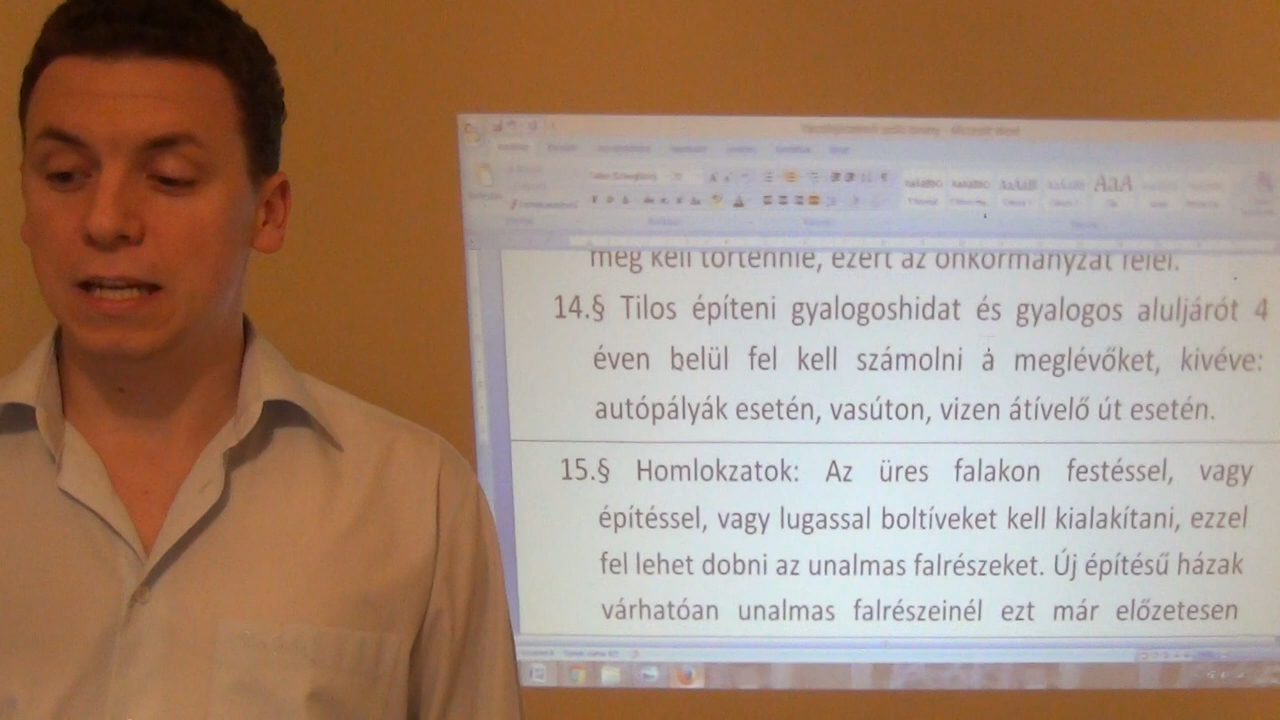 meg kell történnie, ezért az önkormányzat felel.
14.§ Tilos építeni gyalogoshidat és gyalogos aluljárót 4
éven belül fel kell számolni a meglévőket, kivéve:
autópályák esetén, vasúton, vizen átívelő út esetén.
15.§ Homlokzatok: Az üres falakon festéssel, vagy
építéssel, vagy lugassal boltíveket kell kialakítani, ezzel
fel lehet dobni az unalmas falrészeket. Új építésű házak
várhatóan unalmas falrészeinél ezt már előzetesen